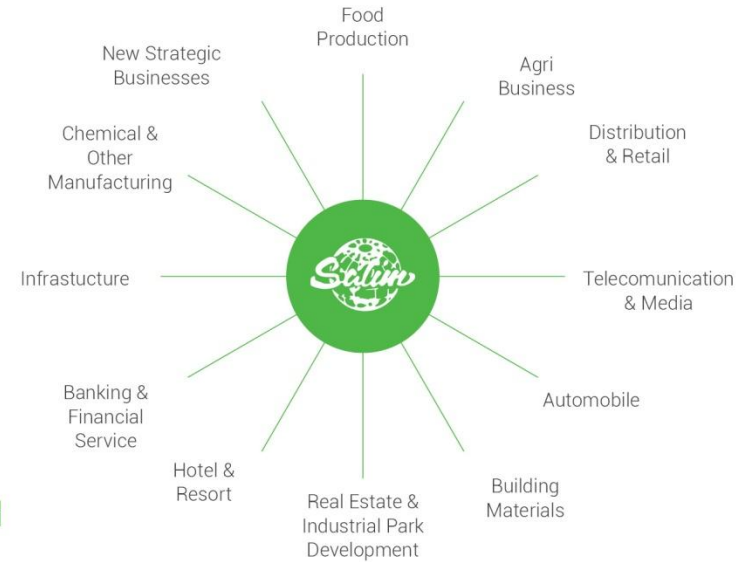 Food
Production
Agri
Business
Distribution
& Retail
Telecomunication
& Media
Automobile
Building
Materials
Real Estate &
Industrial Park
Development
Hotel &
Resort
Banking &
Financial
Service
Infrastucture
Chemical &
Other
Manufacturing
New Strategic
Businesses
Salim